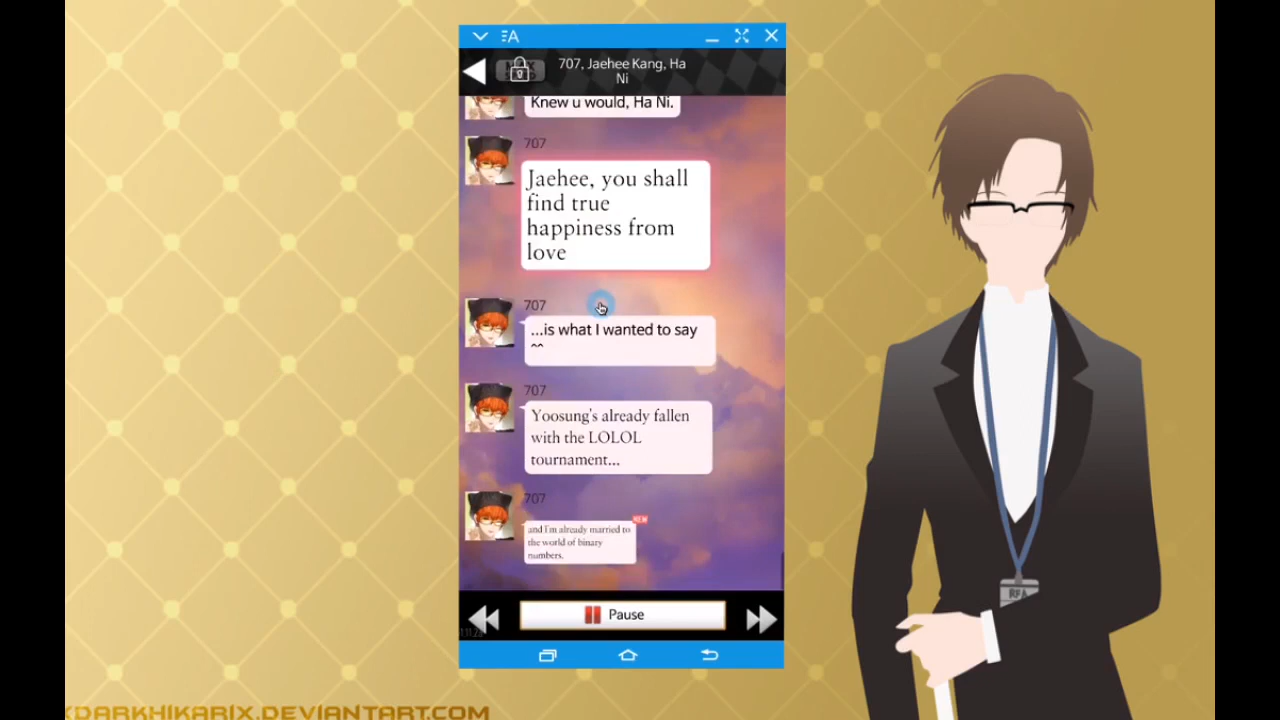 707, Jaehee Kang, Ha
Ni
Knew u would, Ha Ni.
707
Jaehee, you shall
find true
happiness from
love
707
...is what I wanted to say
^^
707
Yoosung's already fallen
with the LOLOL
tournament...
707
NEW
and I'm already married to
the world of binary
numbers.
Pause
RFA
XDARKHIKARIX.DEVIANTART.COM